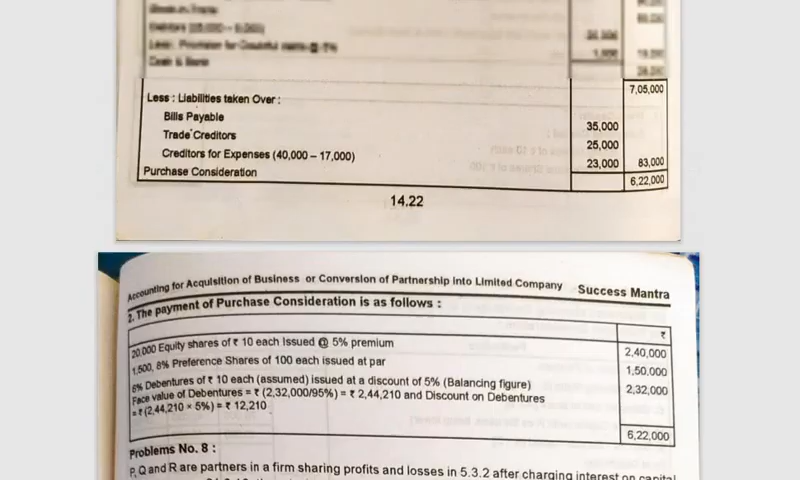 7,05,000
Less : Liabilities taken Over :
Bills Payable 35,000
Trade Creditors 25,000
Creditors for Expenses (40,000 – 17,000) 23,000 83,000
Purchase Consideration 6,22,000
14.22
Accounting for Acquisition of Business or Conversion of Partnership into Limited Company Success Mantra
2. The payment of Purchase Consideration is as follows :
₹
20,000 Equity shares of ₹ 10 each Issued @ 5% premium 2,40,000
1,500, 8% Preference Shares of 100 each issued at par 1,50,000
6% Debentures of ₹ 10 each (assumed) issued at a discount of 5% (Balancing figure) 2,32,000
Face value of Debentures = ₹ (2,32,000/95%) = ₹ 2,44,210 and Discount on Debentures
= ₹ (2,44,210 × 5%) = ₹ 12,210
6,22,000
Problems No. 8 :
P, Q and R are partners in a firm sharing profits and losses in 5.3.2 after charging interest on capital